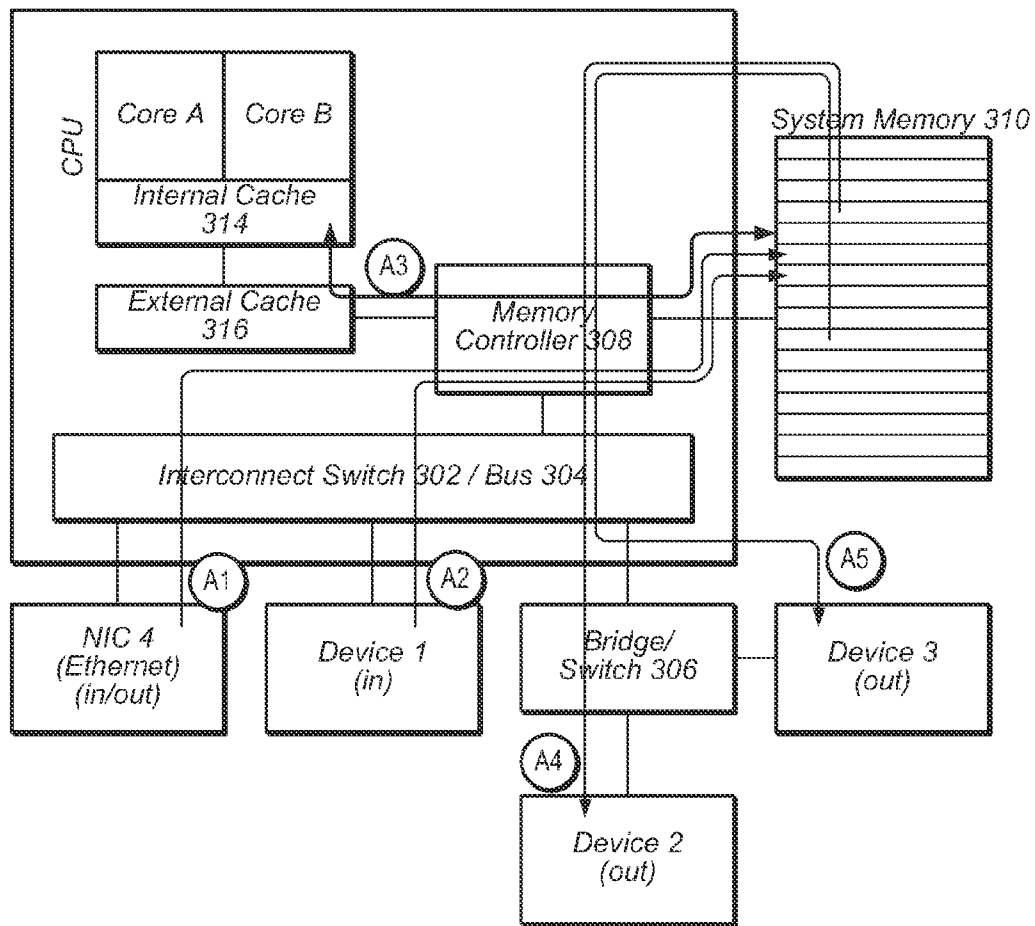 Core A
Core B
CPU
System Memory 310
Internal Cache
314
A3
External Cache
316
Memory
Controller 308
Interconnect Switch 302 / Bus 304
A1
A2
A5
NIC 4
(Ethernet)
(in/out)
Device 1
(in)
Bridge/
Switch 306
Device 3
(out)
A4
Device 2
(out)